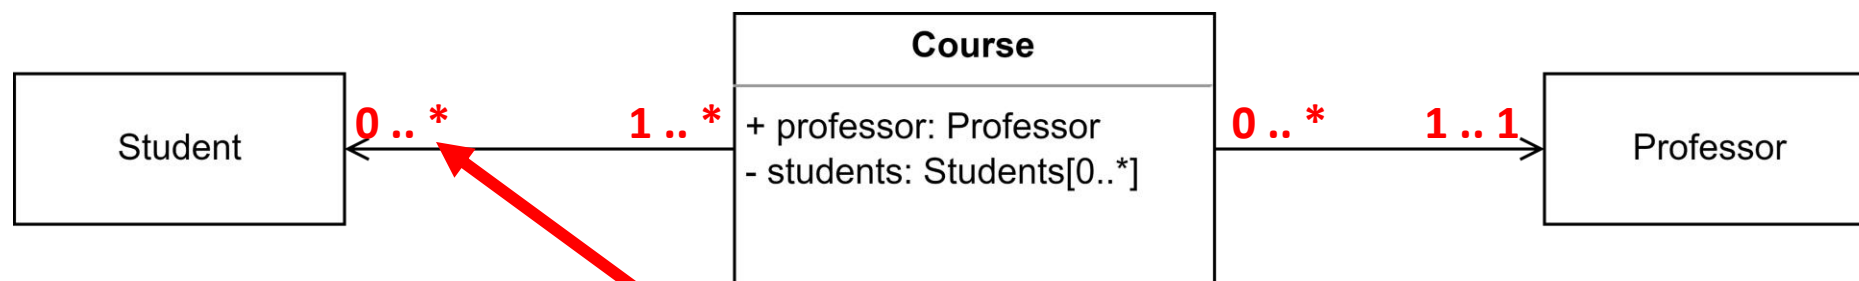 Course
Student
0 .. *
1 .. *
+ professor: Professor
- students: Students[0..*]
0 .. *
1 .. 1
Professor